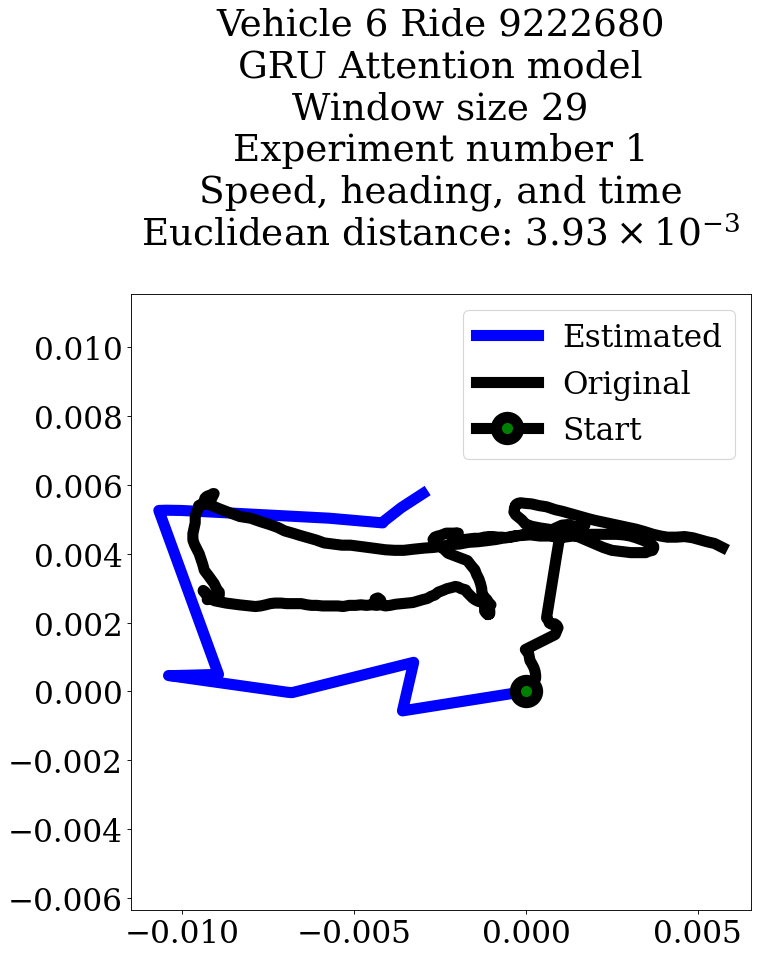 Vehicle 6 Ride 9222680
GRU Attention model
Window size 29
Experiment number 1
Speed, heading, and time
Euclidean distance: 3.93 × 10⁻³
Estimated
Original
Start
0.010
0.008
0.006
0.004
0.002
0.000
−0.002
−0.004
−0.006
−0.010
−0.005
0.000
0.005